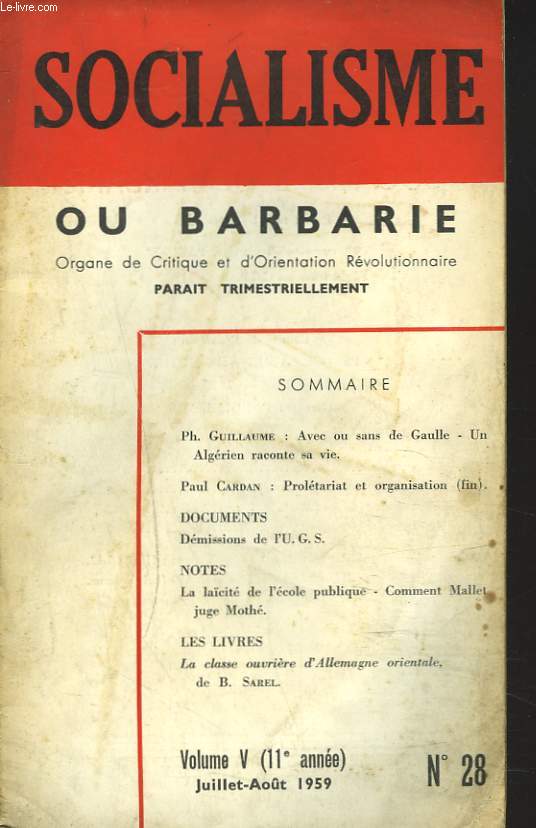 Le-livre.com
SOCIALISME
OU BARBARIE
Organe de Critique et d'Orientation Révolutionnaire
PARAIT TRIMESTRIELLEMENT
SOMMAIRE
Ph. GUILLAUME : Avec ou sans de Gaulle - Un
Algérien raconte sa vie.
Paul CARDAN : Prolétariat et organisation (fin).
DOCUMENTS
Démissions de l'U. G. S.
NOTES
La laïcité de l'école publique - Comment Mallet
juge Mothé.
LES LIVRES
La classe ouvrière d'Allemagne orientale,
de B. SAREL.
Volume V (11e année)
Juillet-Août 1959
N° 28